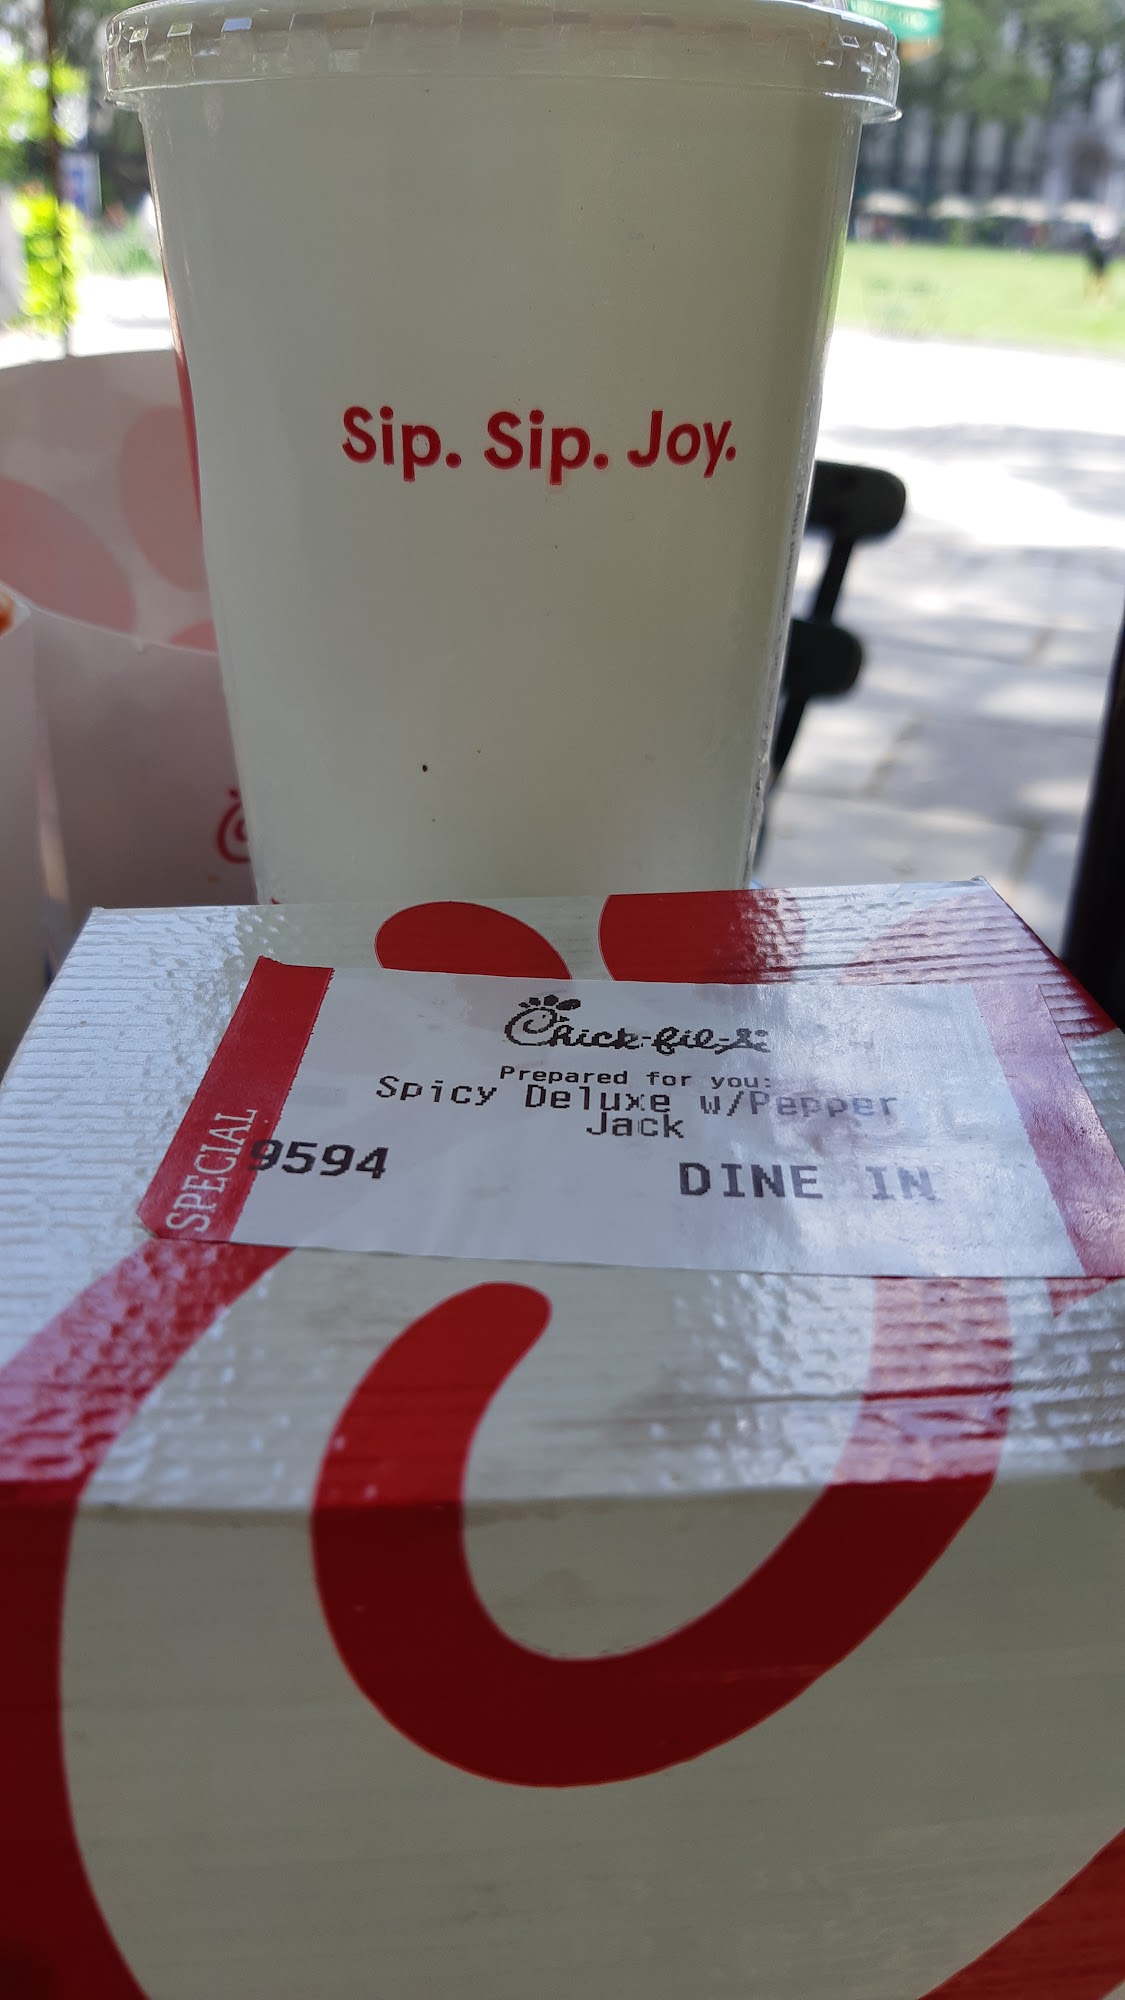 Sip. Sip. Joy.
Chick-fil-A
Prepared for you:
Spicy Deluxe w/Pepper
Jack
SPECIAL
9594
DINE IN